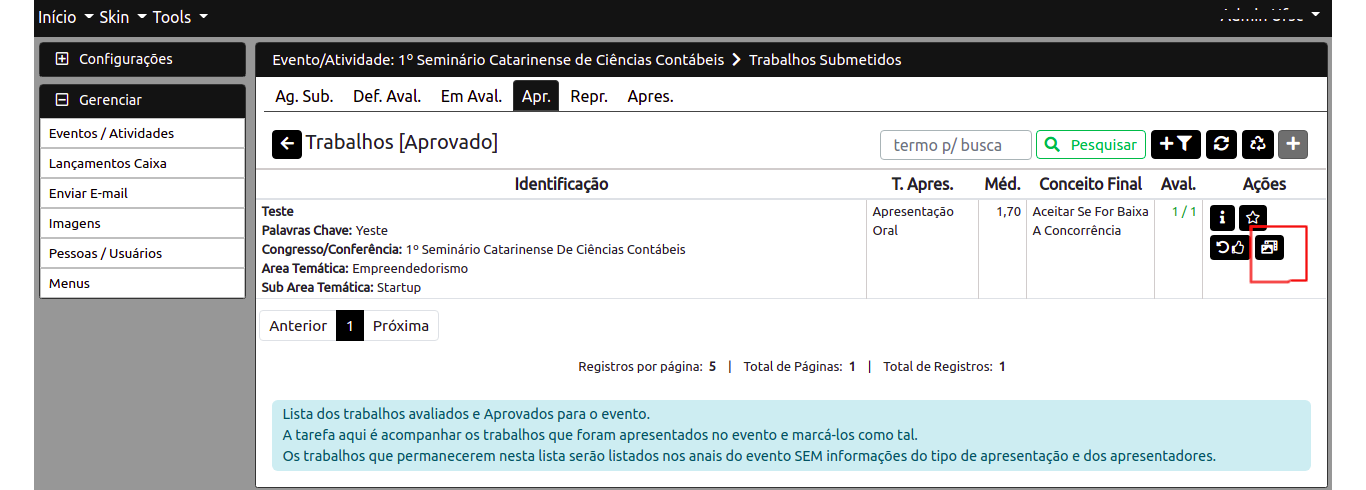 Início Skin Tools
Configurações
Gerenciar
Eventos / Atividades
Lançamentos Caixa
Enviar E-mail
Imagens
Pessoas / Usuários
Menus
Evento/Atividade: 1º Seminário Catarinense de Ciências Contábeis Trabalhos Submetidos
Ag. Sub. Def. Aval. Em Aval. Apr. Repr. Apres.
Trabalhos [Aprovado]
termo p/ busca Pesquisar
Identificação T. Apres. Méd. Conceito Final Aval. Ações
Teste
Palavras Chave: Yeste
Congresso/Conferência: 1º Seminário Catarinense De Ciências Contábeis
Area Temática: Empreendedorismo
Sub Area Temática: Startup
Apresentação
Oral
1,70
Aceitar Se For Baixa
A Concorrência
1 / 1
Anterior 1 Próxima
Registros por página: 5 | Total de Páginas: 1 | Total de Registros: 1
Lista dos trabalhos avaliados e Aprovados para o evento.
A tarefa aqui é acompanhar os trabalhos que foram apresentados no evento e marcá-los como tal.
Os trabalhos que permanecerem nesta lista serão listados nos anais do evento SEM informações do tipo de apresentação e dos apresentadores.